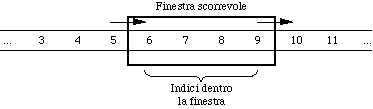 Finestra scorrevole
... 3 4 5 6 7 8 9 10 11 ...
Indici dentro
la finestra